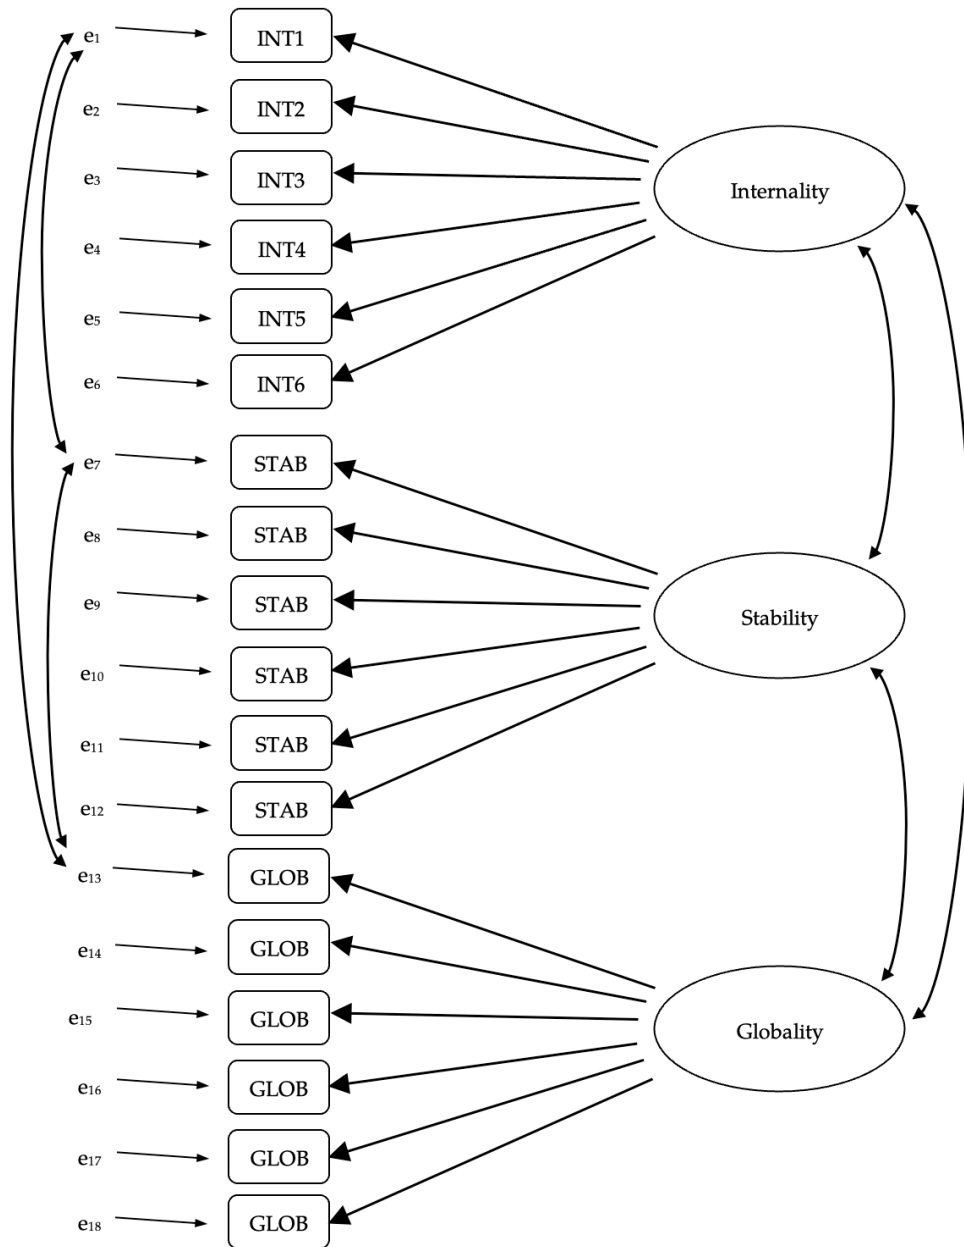 e1 INT1
e2 INT2
e3 INT3
Internality
e4 INT4
e5 INT5
e6 INT6
e7 STAB
e8 STAB
e9 STAB
Stability
e10 STAB
e11 STAB
e12 STAB
e13 GLOB
e14 GLOB
e15 GLOB
Globality
e16 GLOB
e17 GLOB
e18 GLOB